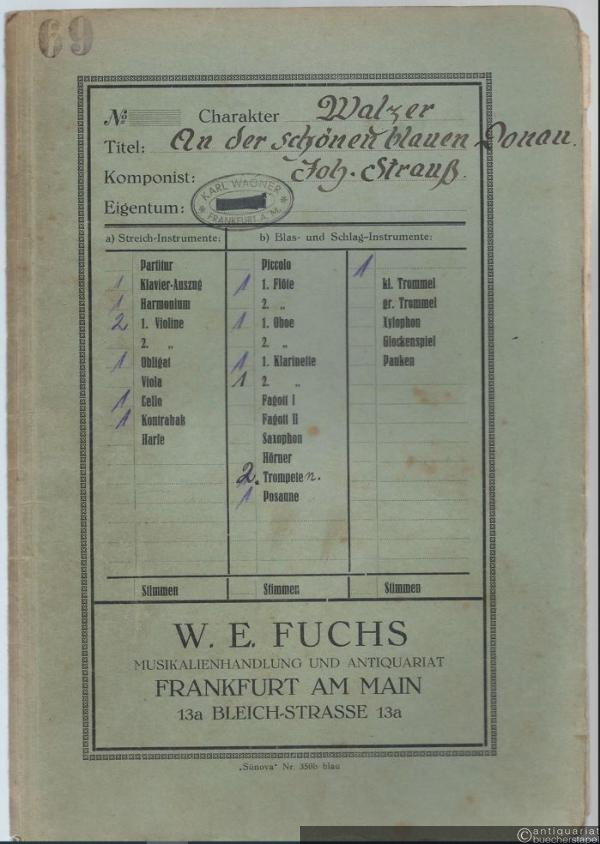 69
№ Charakter Walzer
Titel: An der schönen blauen Donau.
Komponist: Joh. Strauß.
Eigentum: * KARL WAGNER * FRANKFURT A. M.
a) Streich-Instrumente: b) Blas- und Schlag-Instrumente:
Partitur
1 Klavier-Auszug
1 Harmonium
2 1. Violine
2. „
1 Obligat
Viola
1 Cello
1 Kontrabaß
Harfe
Stimmen
Piccolo
1 1. Flöte
2. „
1 1. Oboe
2. „
1 1. Klarinette
1 2. „
Fagott I
Fagott II
Saxophon
Hörner
2. Trompeten.
1 Posaune
Stimmen
1
kl. Trommel
gr. Trommel
Xylophon
Glockenspiel
Pauken
Stimmen
W. E. FUCHS
MUSIKALIENHANDLUNG UND ANTIQUARIAT
FRANKFURT AM MAIN
13a BLEICH-STRASSE 13a
„Sünova" Nr. 350b blau
©antiquariat
buecherstapel